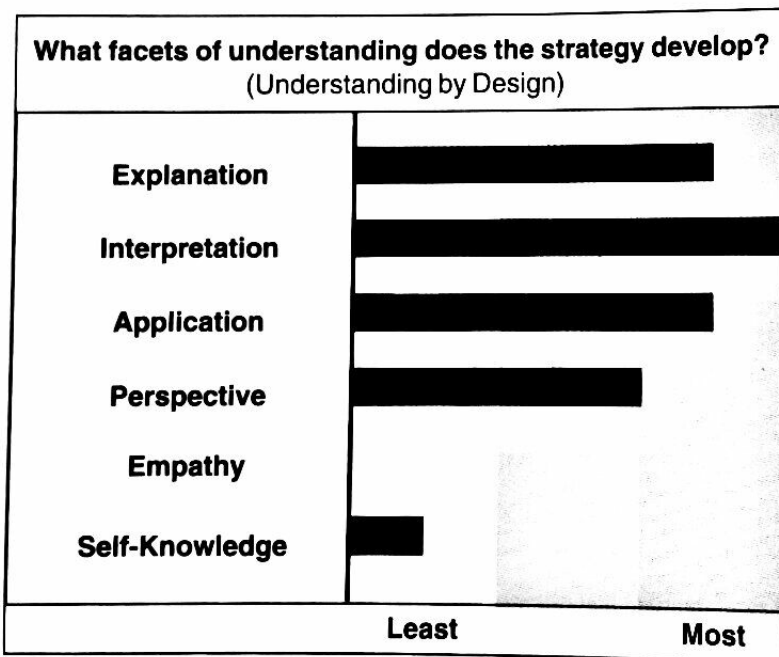 What facets of understanding does the strategy develop?
(Understanding by Design)
Explanation
Interpretation
Application
Perspective
Empathy
Self-Knowledge
Least Most